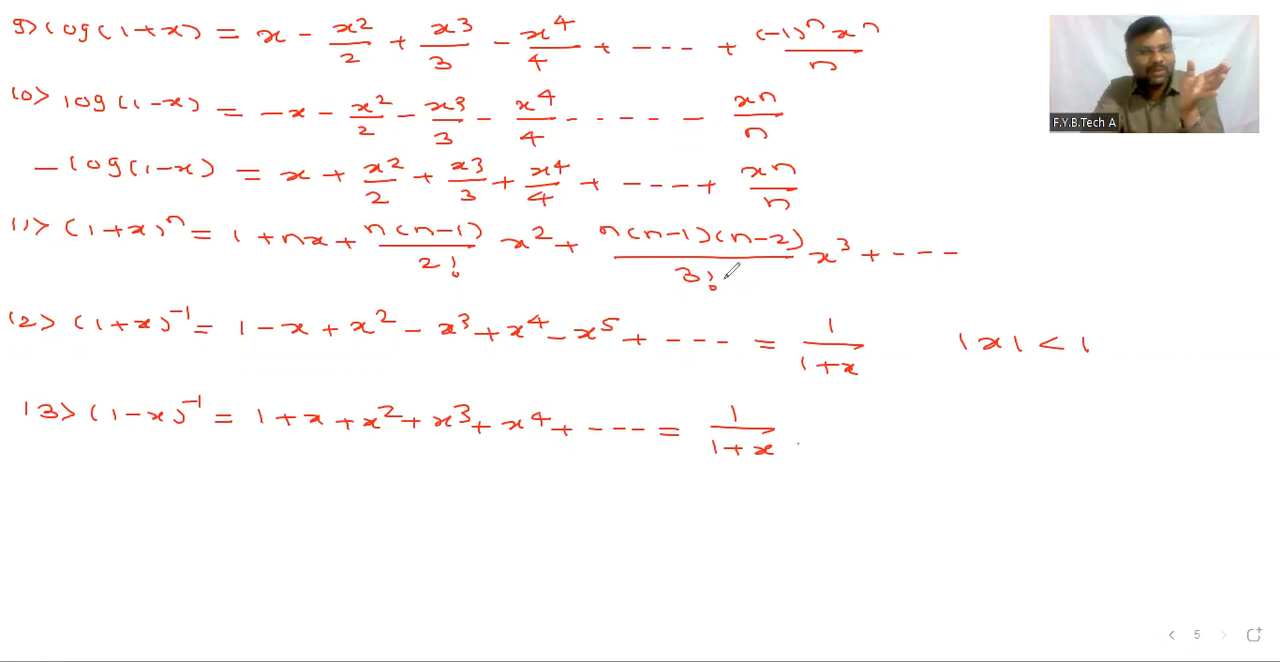 9> log(1+x) = x - x²/2 + x³/3 - x⁴/4 + ---- + (-1)ⁿxⁿ/n
F.Y.B.Tech A
10> log(1-x) = -x - x²/2 - x³/3 - x⁴/4 - ---- - xⁿ/n
-log(1-x) = x + x²/2 + x³/3 + x⁴/4 + ---- + xⁿ/n
11> (1+x)ⁿ = 1 + nx + n(n-1)/2! x² + n(n-1)(n-2)/3! x³ + ---
12> (1+x)⁻¹ = 1 - x + x² - x³ + x⁴ - x⁵ + ---- = 1/(1+x) |x| < 1
13> (1-x)⁻¹ = 1 + x + x² + x³ + x⁴ + ---- = 1/(1+x)
5